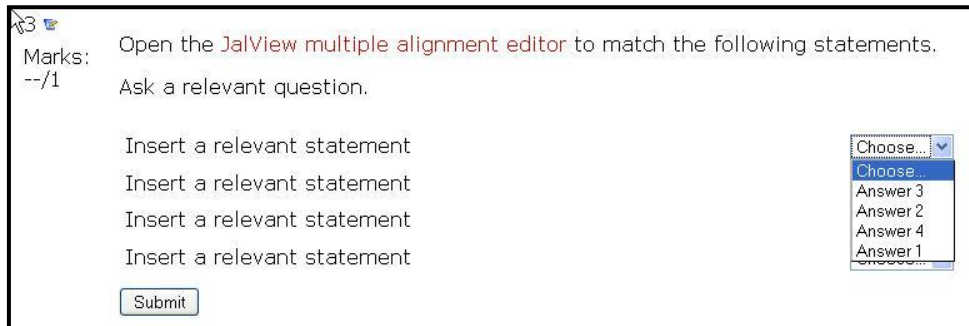 3
Marks:
--/1
Open the JalView multiple alignment editor to match the following statements.
Ask a relevant question.
Insert a relevant statement
Choose...
Choose...
Insert a relevant statement
Answer 3
Answer 2
Insert a relevant statement
Answer 4
Insert a relevant statement
Answer 1
Submit